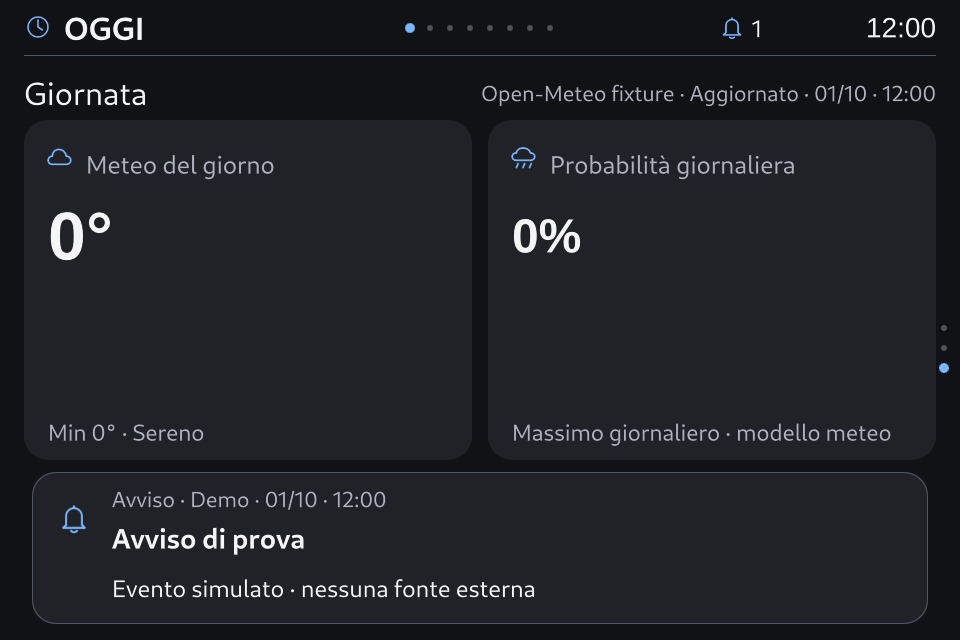 OGGI
1
12:00
Giornata
Open-Meteo fixture · Aggiornato · 01/10 · 12:00
Meteo del giorno
0°
Min 0° · Sereno
Probabilità giornaliera
0%
Massimo giornaliero · modello meteo
Avviso · Demo · 01/10 · 12:00
Avviso di prova
Evento simulato · nessuna fonte esterna